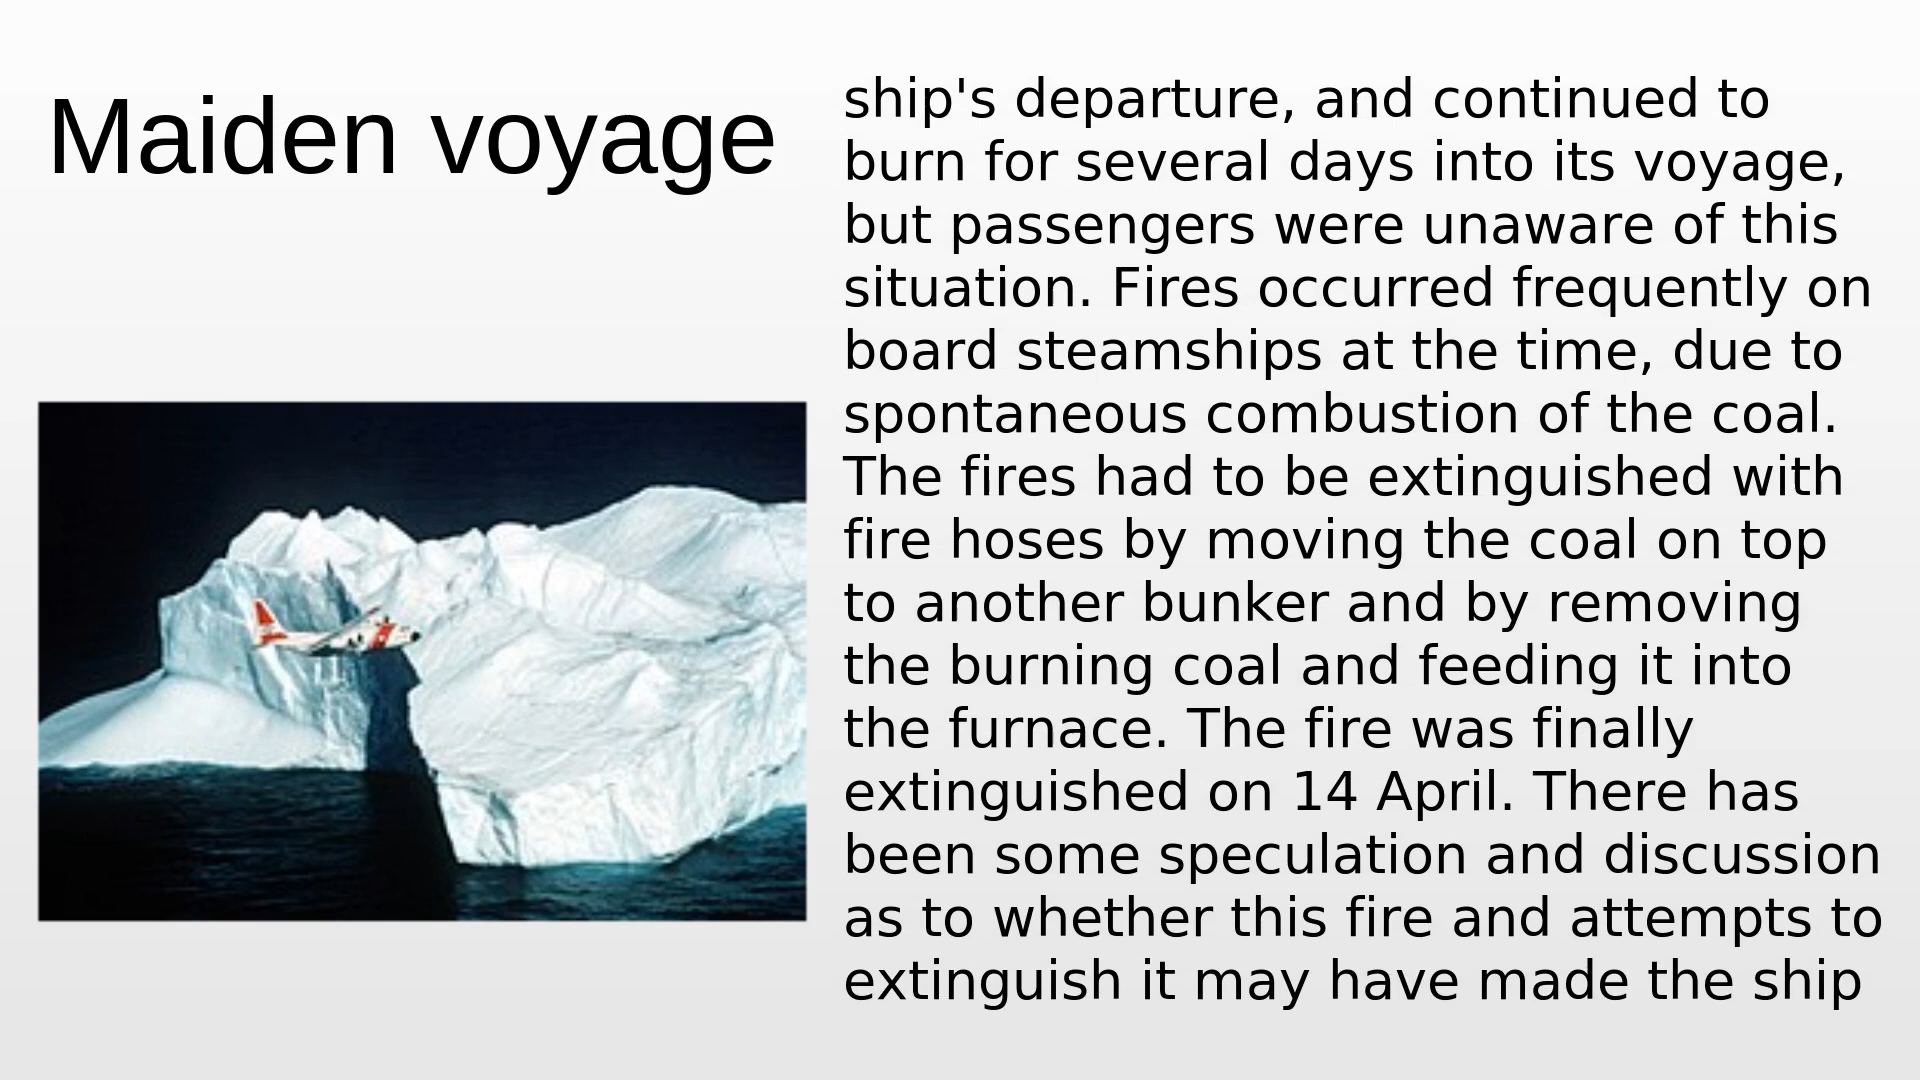 Maiden voyage
ship's departure, and continued to
burn for several days into its voyage,
but passengers were unaware of this
situation. Fires occurred frequently on
board steamships at the time, due to
spontaneous combustion of the coal.
The fires had to be extinguished with
fire hoses by moving the coal on top
to another bunker and by removing
the burning coal and feeding it into
the furnace. The fire was finally
extinguished on 14 April. There has
been some speculation and discussion
as to whether this fire and attempts to
extinguish it may have made the ship